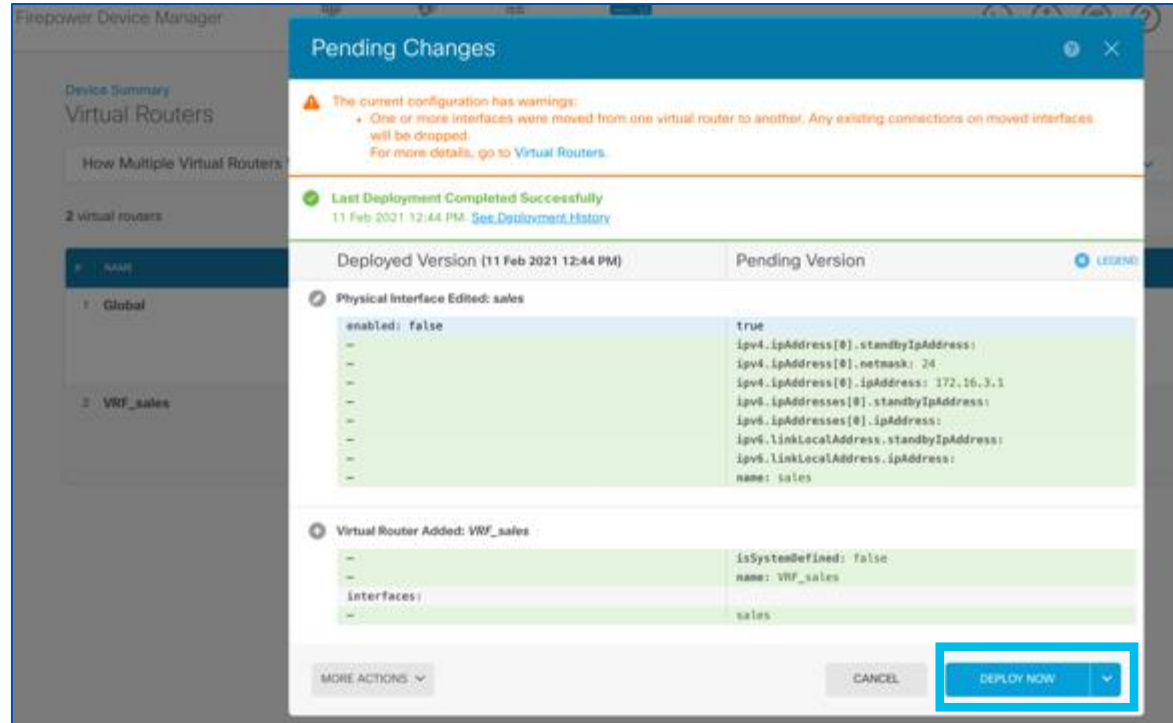 Firepower Device Manager
Pending Changes
Device Summary
Virtual Routers
How Multiple Virtual Routers
2 virtual routers
# NAME
1 Global
2 VRF_sales
The current configuration has warnings:
• One or more interfaces were moved from one virtual router to another. Any existing connections on moved interfaces
will be dropped.
For more details, go to Virtual Routers.
Last Deployment Completed Successfully
11 Feb 2021 12:44 PM. See Deployment History
Deployed Version (11 Feb 2021 12:44 PM) Pending Version LEGEND
Physical Interface Edited: sales
enabled: false true
– ipv4.ipAddress[0].standbyIpAddress:
– ipv4.ipAddress[0].netmask: 24
– ipv4.ipAddress[0].ipAddress: 172.16.3.1
– ipv6.ipAddresses[0].standbyIpAddress:
– ipv6.ipAddresses[0].ipAddress:
– ipv6.linkLocalAddress.standbyIpAddress:
– ipv6.linkLocalAddress.ipAddress:
– name: sales
Virtual Router Added: VRF_sales
– isSystemDefined: false
– name: VRF_sales
interfaces:
– sales
MORE ACTIONS CANCEL DEPLOY NOW